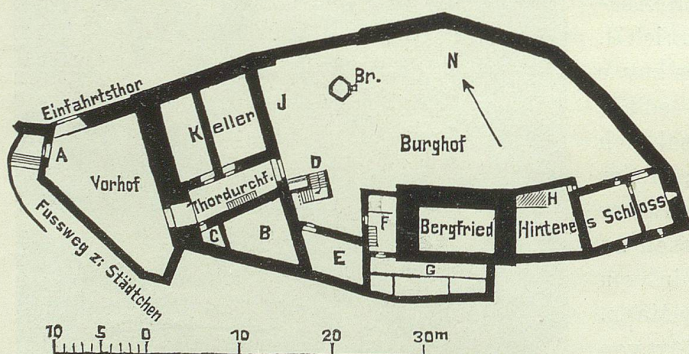 Einfahrtsthor
A
Vorhof
Fussweg z: Städtchen
Keller
J
Br.
N
Burghof
D
Thordurchf.
C
B
E
F
Bergfried
G
H
Hinteres Schloss
10 5 0 10 20 30m